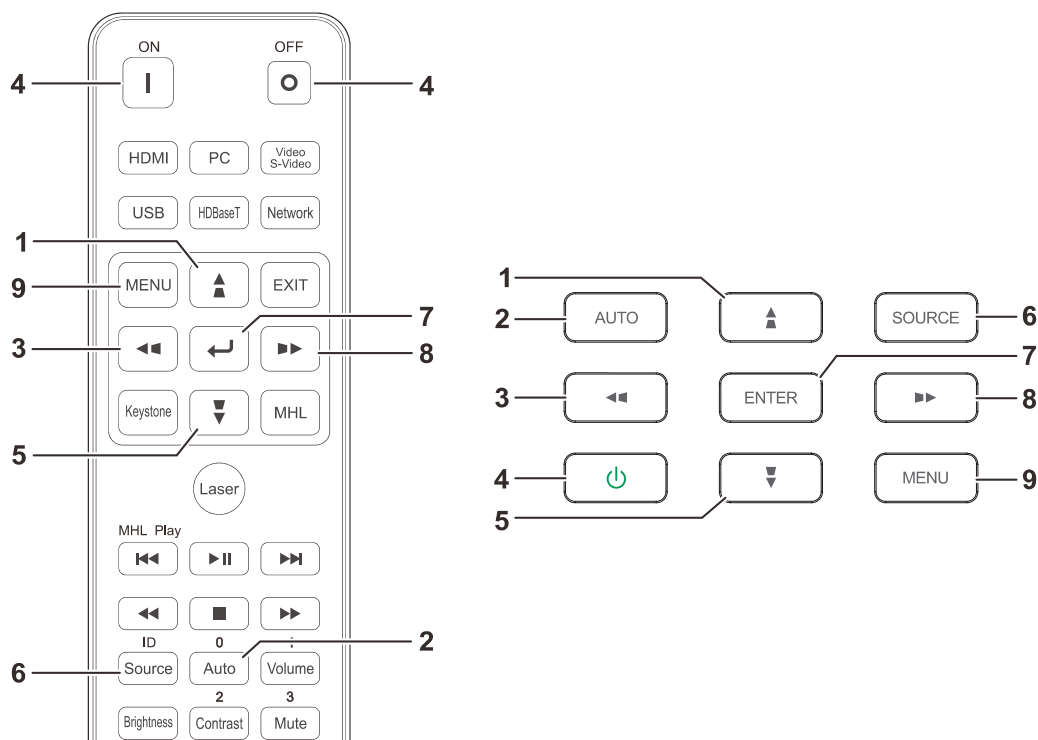 ON OFF
4 4
HDMI PC Video
S-Video
USB HDBaseT Network
1
9 MENU EXIT
7
3 8
Keystone MHL
5
Laser
MHL Play
ID 0
2
6 Source Auto Volume
2 3
Brightness Contrast Mute
1
2 AUTO SOURCE 6
7
3 ENTER 8
4 MENU 9
5